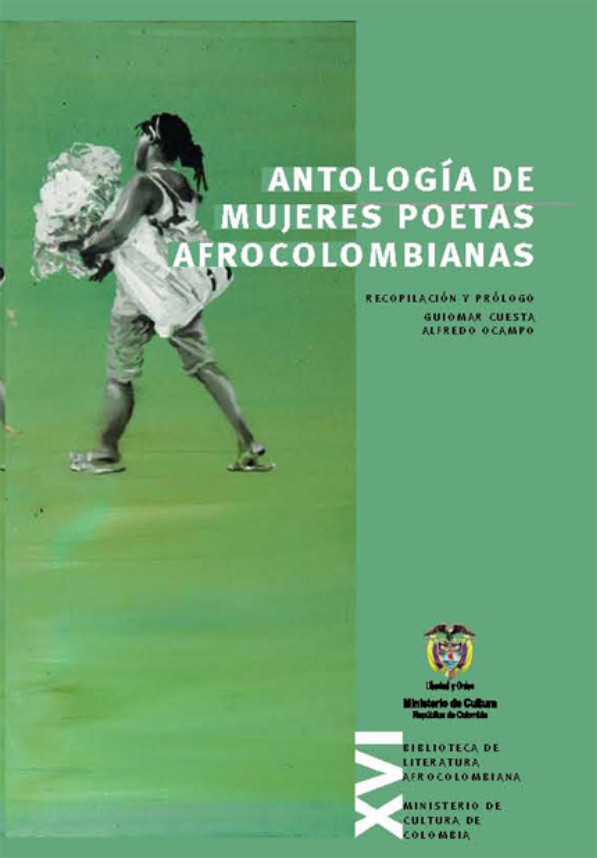 ANTOLOGÍA DE
MUJERES POETAS
AFROCOLOMBIANAS
RECOPILACIÓN Y PRÓLOGO
GUIOMAR CUESTA
ALFREDO OCAMPO
Libertad y Orden
Ministerio de Cultura
República de Colombia
XVI
BIBLIOTECA DE
LITERATURA
AFROCOLOMBIANA
MINISTERIO DE
CULTURA DE
COLOMBIA